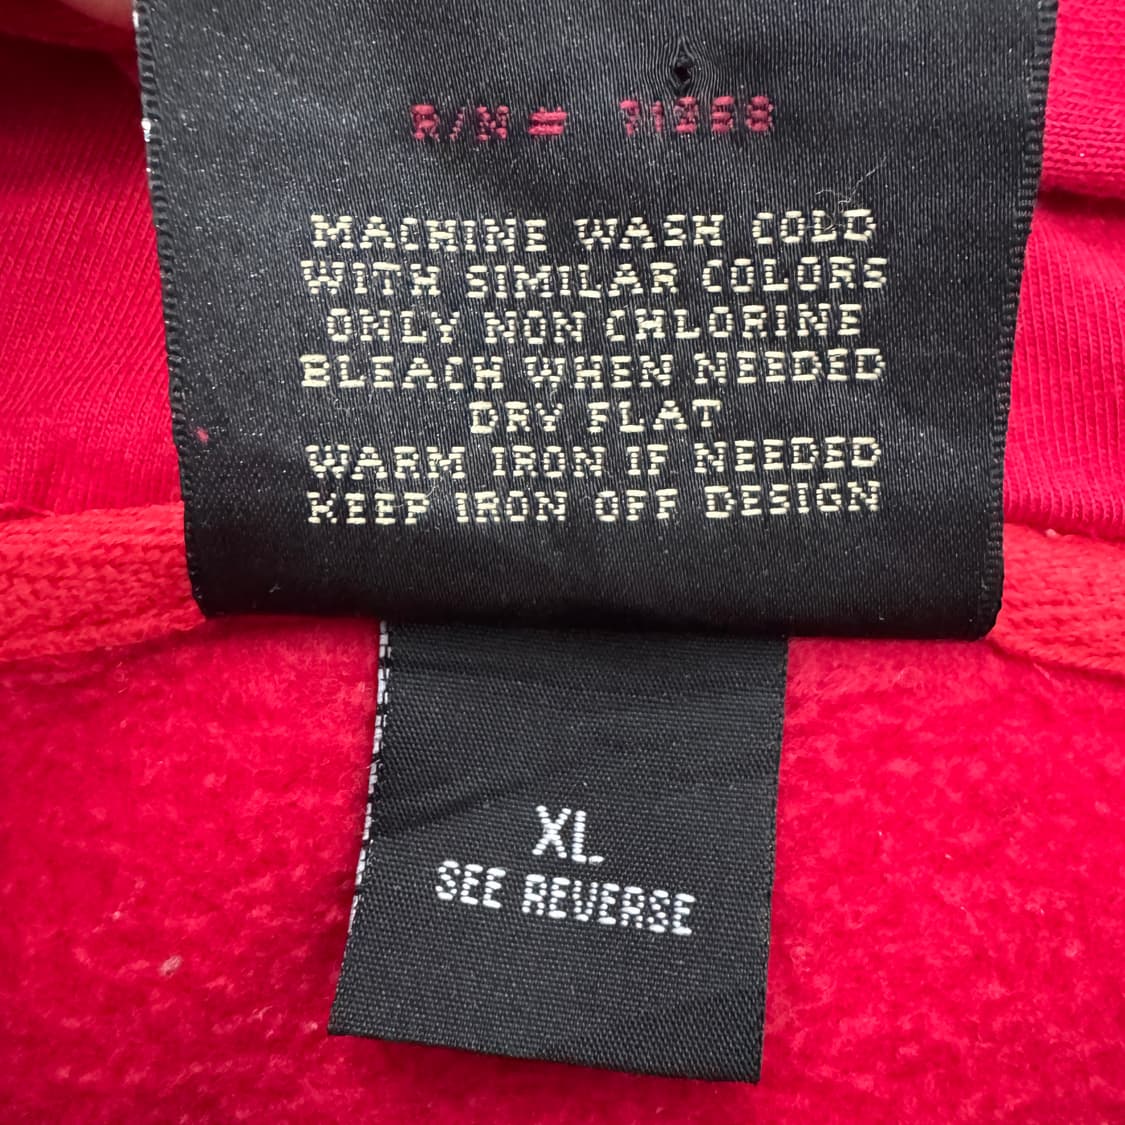 R/N #
MACHINE WASH COLD
WITH SIMILAR COLORS
ONLY NON CHLORINE
BLEACH WHEN NEEDED
DRY FLAT
WARM IRON IF NEEDED
KEEP IRON OFF DESIGN
XL
SEE REVERSE